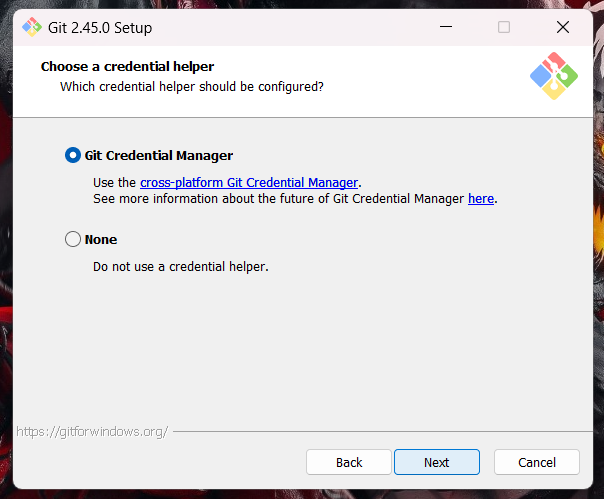 Git 2.45.0 Setup
Choose a credential helper
Which credential helper should be configured?
Git Credential Manager
Use the cross-platform Git Credential Manager.
See more information about the future of Git Credential Manager here.
None
Do not use a credential helper.
https://gitforwindows.org/
Back Next Cancel